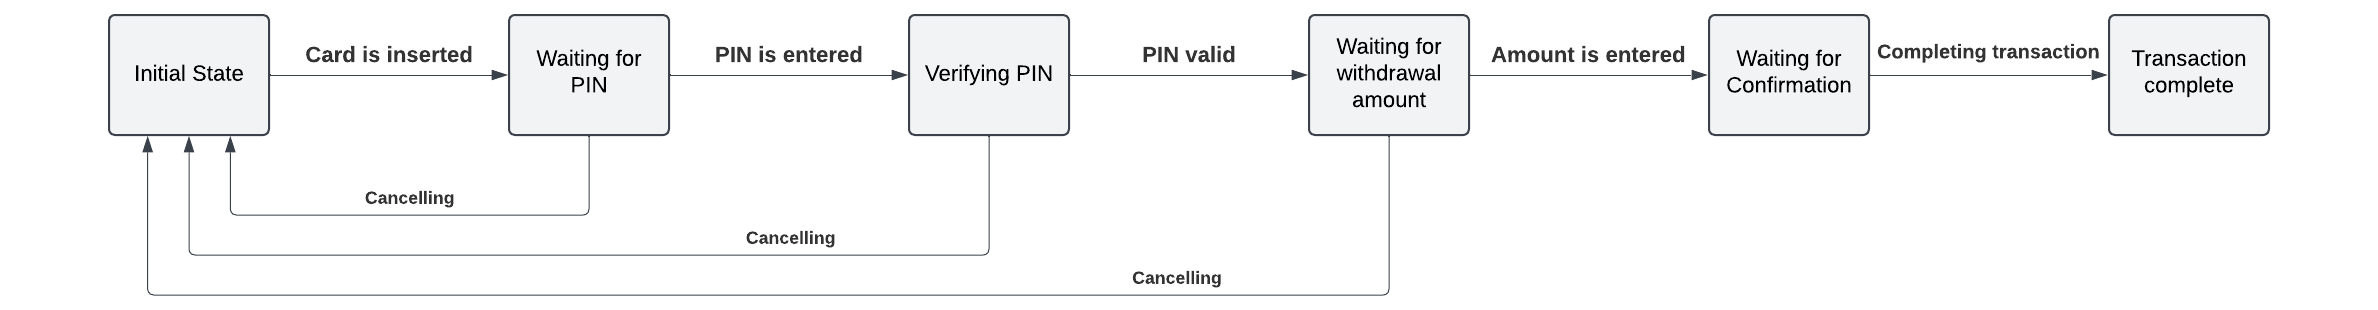 Initial State
Card is inserted
Waiting for
PIN
PIN is entered
Verifying PIN
PIN valid
Waiting for
withdrawal
amount
Amount is entered
Waiting for
Confirmation
Completing transaction
Transaction
complete
Cancelling
Cancelling
Cancelling